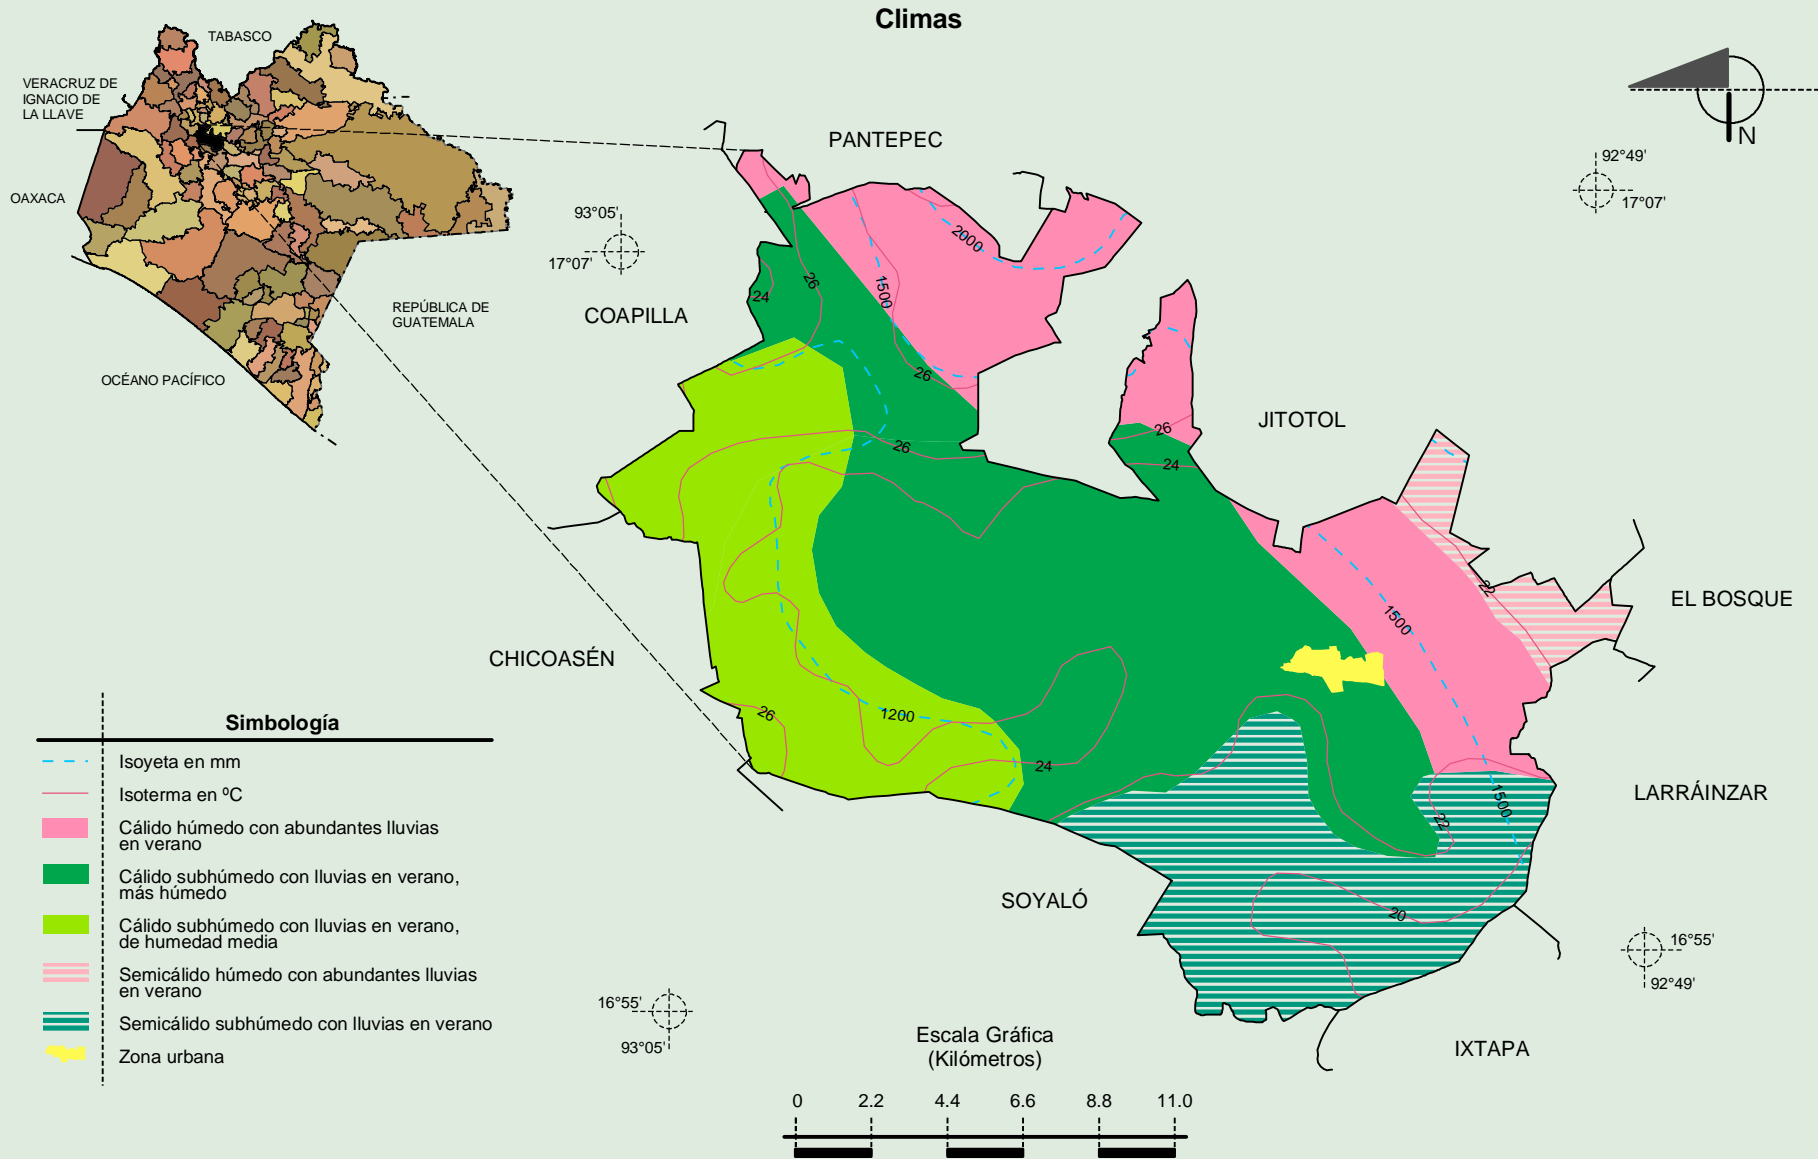 Climas
TABASCO
VERACRUZ DE
IGNACIO DE
LA LLAVE
OAXACA
REPÚBLICA DE
GUATEMALA
OCÉANO PACÍFICO
N
92°49'
17°07'
93°05'
17°07'
PANTEPEC
COAPILLA
JITOTOL
EL BOSQUE
CHICOASÉN
LARRÁINZAR
SOYALÓ
IXTAPA
2000
26
24
1500
26
26
26
24
22
1500
26
1200
24
1500
22
20
Simbología
Isoyeta en mm
Isoterma en ºC
Cálido húmedo con abundantes lluvias
en verano
Cálido subhúmedo con lluvias en verano,
más húmedo
Cálido subhúmedo con lluvias en verano,
de humedad media
Semicálido húmedo con abundantes lluvias
en verano
Semicálido subhúmedo con lluvias en verano
Zona urbana
16°55'
92°49'
16°55'
93°05'
Escala Gráfica
(Kilómetros)
0 2.2 4.4 6.6 8.8 11.0